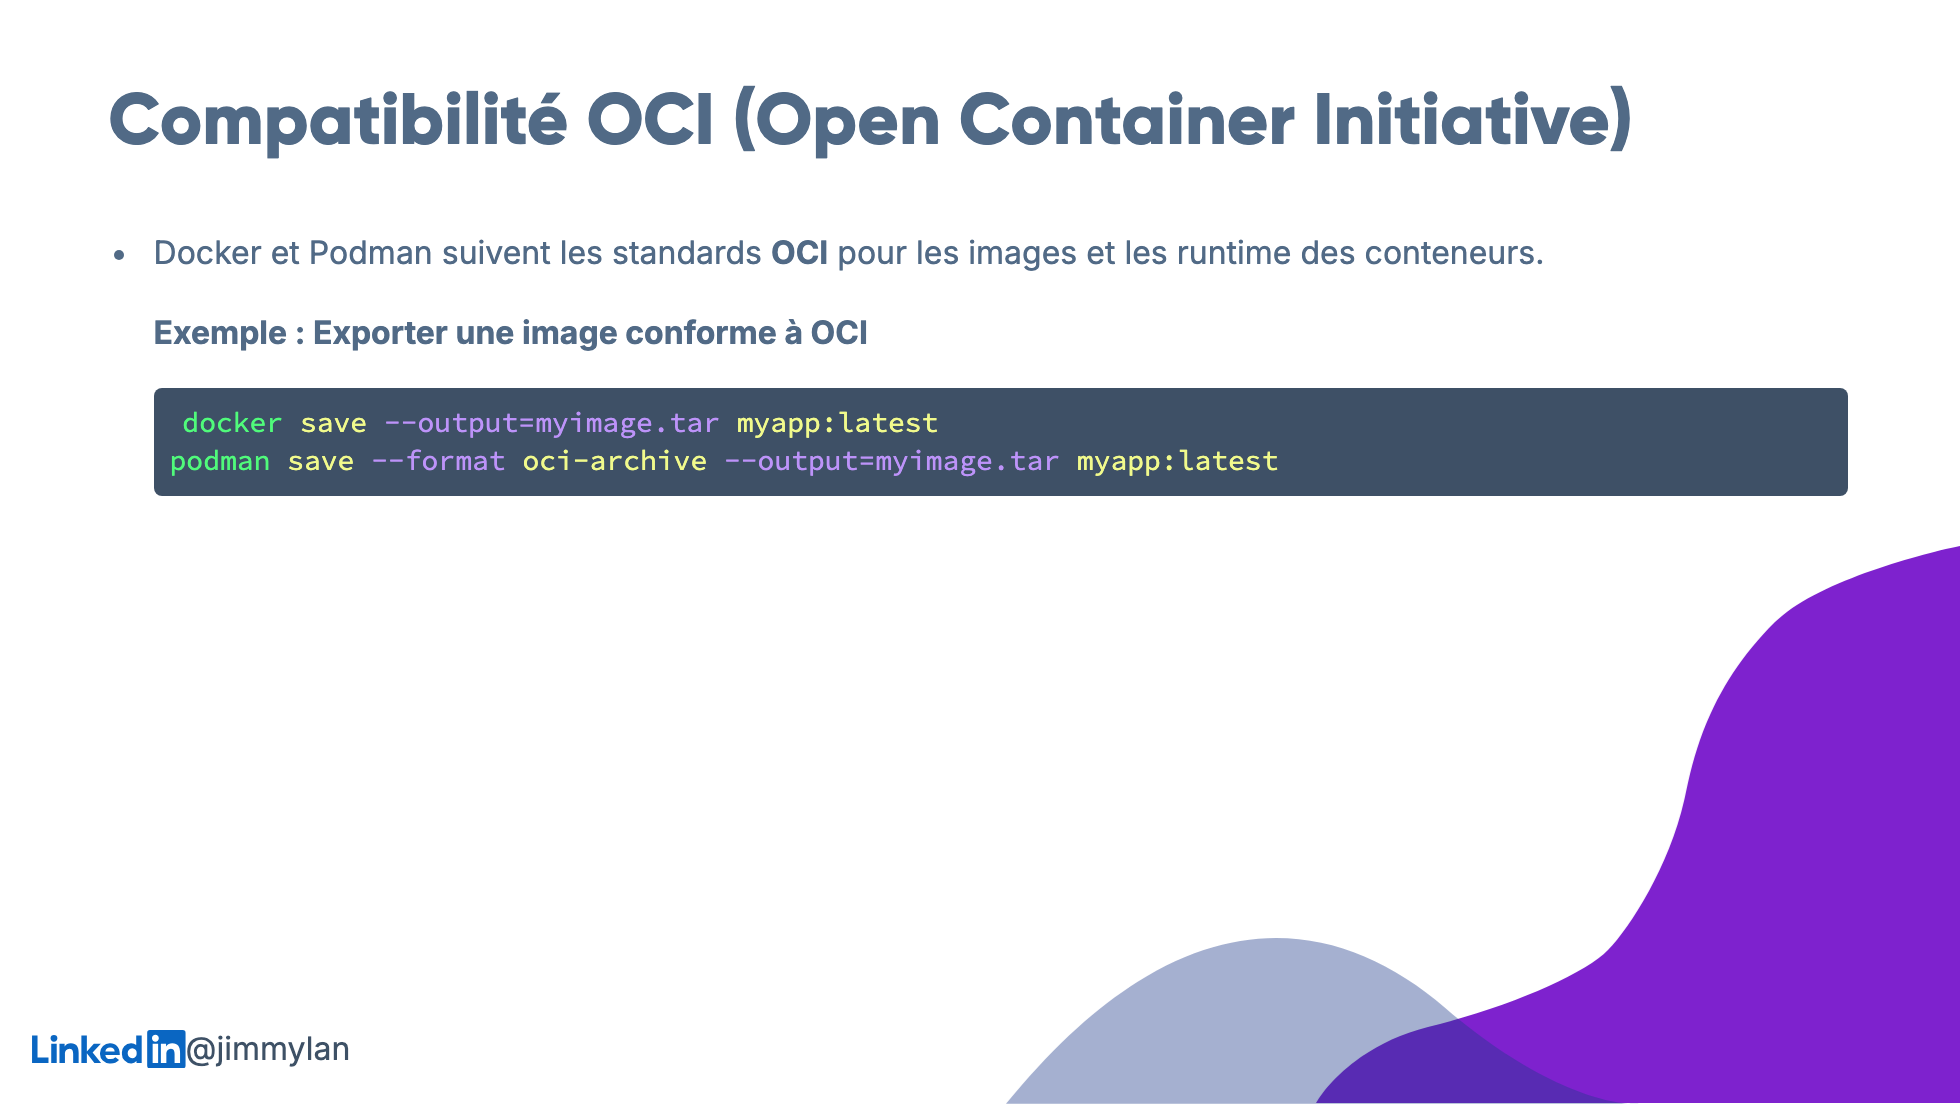 Compatibilité OCI (Open Container Initiative)
• Docker et Podman suivent les standards OCI pour les images et les runtime des conteneurs.
Exemple : Exporter une image conforme à OCI
docker save --output=myimage.tar myapp:latest
podman save --format oci-archive --output=myimage.tar myapp:latest
Linkedin@jimmylan